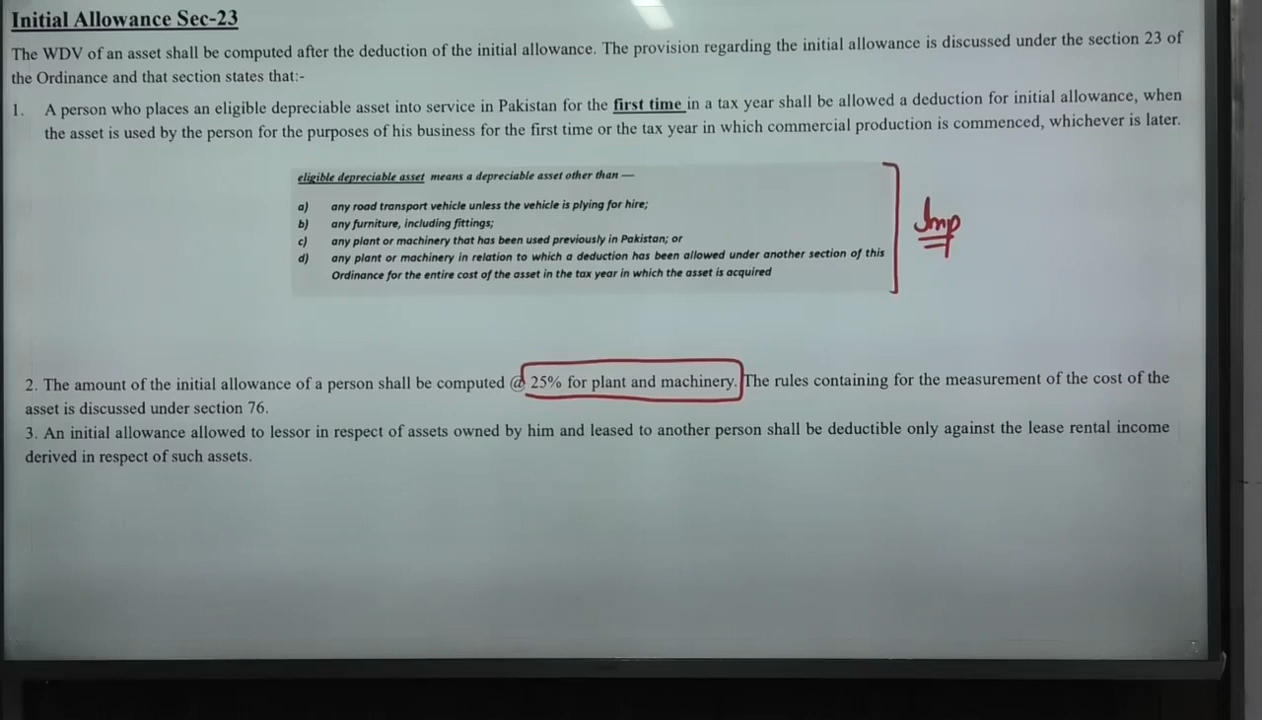 Initial Allowance Sec-23
The WDV of an asset shall be computed after the deduction of the initial allowance. The provision regarding the initial allowance is discussed under the section 23 of
the Ordinance and that section states that:-
1. A person who places an eligible depreciable asset into service in Pakistan for the first time in a tax year shall be allowed a deduction for initial allowance, when
the asset is used by the person for the purposes of his business for the first time or the tax year in which commercial production is commenced, whichever is later.
eligible depreciable asset means a depreciable asset other than —
a) any road transport vehicle unless the vehicle is plying for hire;
b) any furniture, including fittings;
c) any plant or machinery that has been used previously in Pakistan; or
d) any plant or machinery in relation to which a deduction has been allowed under another section of this
Ordinance for the entire cost of the asset in the tax year in which the asset is acquired
Imp
2. The amount of the initial allowance of a person shall be computed @ 25% for plant and machinery. The rules containing for the measurement of the cost of the
asset is discussed under section 76.
3. An initial allowance allowed to lessor in respect of assets owned by him and leased to another person shall be deductible only against the lease rental income
derived in respect of such assets.